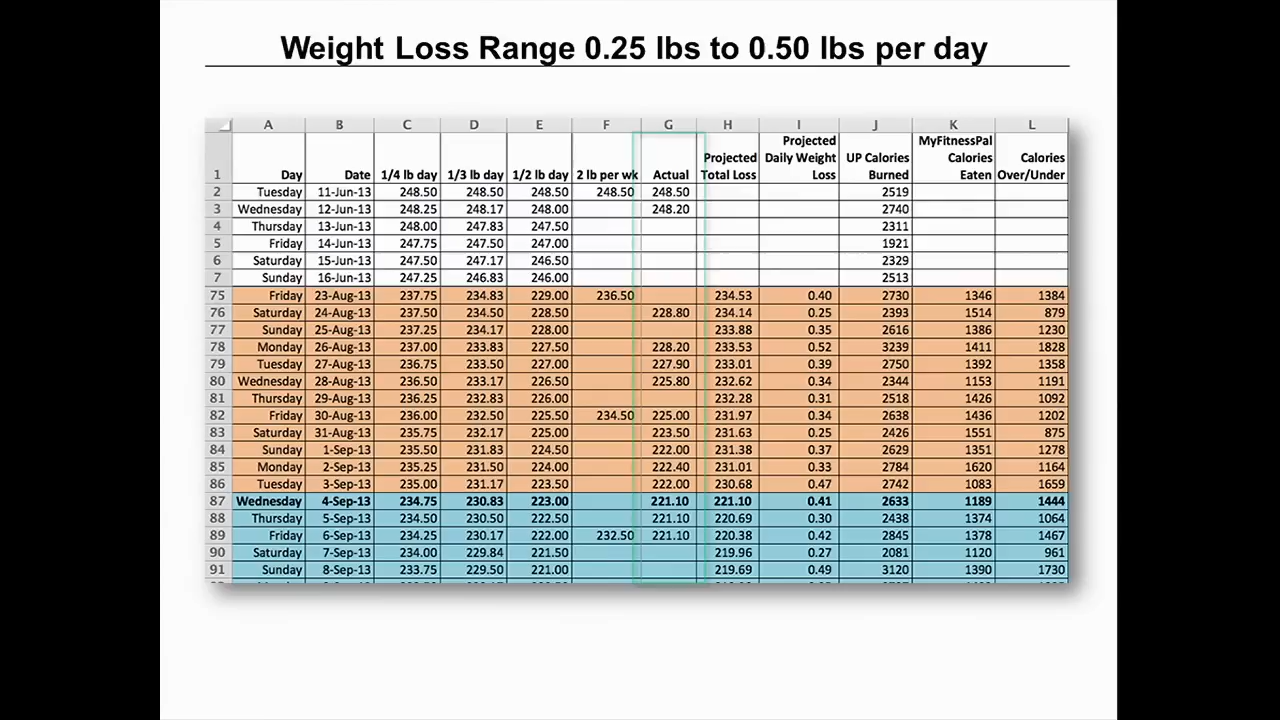 Weight Loss Range 0.25 lbs to 0.50 lbs per day
A B C D E F G H I J K L
Projected MyFitnessPal
Projected Daily Weight UP Calories Calories Calories
1 Day Date 1/4 lb day 1/3 lb day 1/2 lb day 2 lb per wk Actual Total Loss Loss Burned Eaten Over/Under
2 Tuesday 11-Jun-13 248.50 248.50 248.50 248.50 248.50 2519
3 Wednesday 12-Jun-13 248.25 248.17 248.00 248.20 2740
4 Thursday 13-Jun-13 248.00 247.83 247.50 2311
5 Friday 14-Jun-13 247.75 247.50 247.00 1921
6 Saturday 15-Jun-13 247.50 247.17 246.50 2329
7 Sunday 16-Jun-13 247.25 246.83 246.00 2513
75 Friday 23-Aug-13 237.75 234.83 229.00 236.50 234.53 0.40 2730 1346 1384
76 Saturday 24-Aug-13 237.50 234.50 228.50 228.80 234.14 0.25 2393 1514 879
77 Sunday 25-Aug-13 237.25 234.17 228.00 233.88 0.35 2616 1386 1230
78 Monday 26-Aug-13 237.00 233.83 227.50 228.20 233.53 0.52 3239 1411 1828
79 Tuesday 27-Aug-13 236.75 233.50 227.00 227.90 233.01 0.39 2750 1392 1358
80 Wednesday 28-Aug-13 236.50 233.17 226.50 225.80 232.62 0.34 2344 1153 1191
81 Thursday 29-Aug-13 236.25 232.83 226.00 232.28 0.31 2518 1426 1092
82 Friday 30-Aug-13 236.00 232.50 225.50 234.50 225.00 231.97 0.34 2638 1436 1202
83 Saturday 31-Aug-13 235.75 232.17 225.00 223.50 231.63 0.25 2426 1551 875
84 Sunday 1-Sep-13 235.50 231.83 224.50 222.00 231.38 0.37 2629 1351 1278
85 Monday 2-Sep-13 235.25 231.50 224.00 222.40 231.01 0.33 2784 1620 1164
86 Tuesday 3-Sep-13 235.00 231.17 223.50 222.00 230.68 0.47 2742 1083 1659
87 Wednesday 4-Sep-13 234.75 230.83 223.00 221.10 221.10 0.41 2633 1189 1444
88 Thursday 5-Sep-13 234.50 230.50 222.50 221.10 220.69 0.30 2438 1374 1064
89 Friday 6-Sep-13 234.25 230.17 222.00 232.50 221.10 220.38 0.42 2845 1378 1467
90 Saturday 7-Sep-13 234.00 229.84 221.50 219.96 0.27 2081 1120 961
91 Sunday 8-Sep-13 233.75 229.50 221.00 219.69 0.49 3120 1390 1730